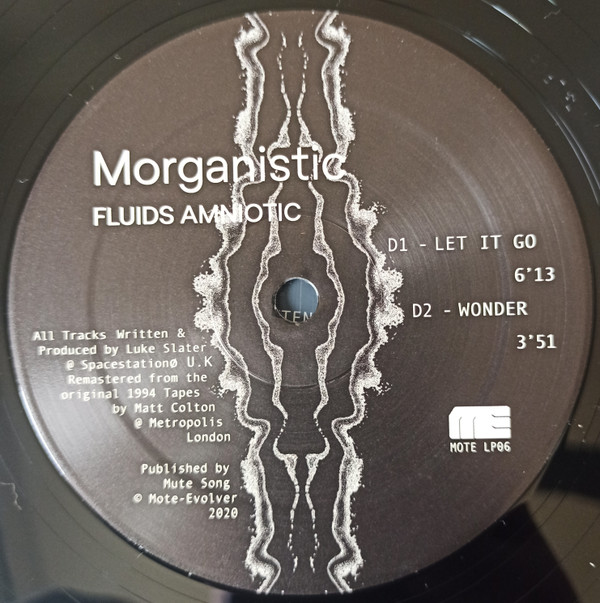 Morganistic
FLUIDS AMNIOTIC
D1 - LET IT GO
6'13
D2 - WONDER
3'51
All Tracks Written &
Produced by Luke Slater
@ Spacestation0 U.K
Remastered from the
original 1994 Tapes
by Matt Colton
@ Metropolis
London
Published by
Mute Song
© Mote-Evolver
2020
ME
MOTE LP06
TEN